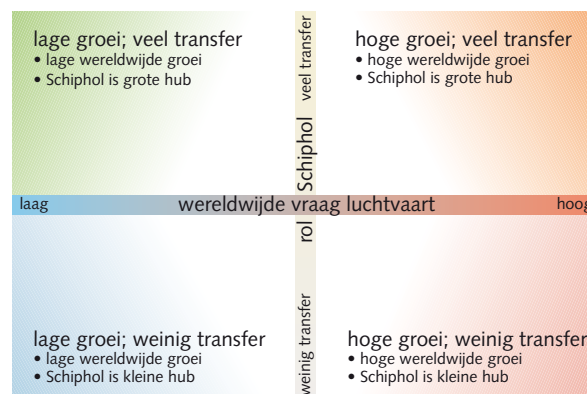 lage groei; veel transfer
• lage wereldwijde groei
• Schiphol is grote hub
hoge groei; veel transfer
• hoge wereldwijde groei
• Schiphol is grote hub
rol Schiphol
veel transfer
weinig transfer
laag
wereldwijde vraag luchtvaart
hoog
lage groei; weinig transfer
• lage wereldwijde groei
• Schiphol is kleine hub
hoge groei; weinig transfer
• hoge wereldwijde groei
• Schiphol is kleine hub